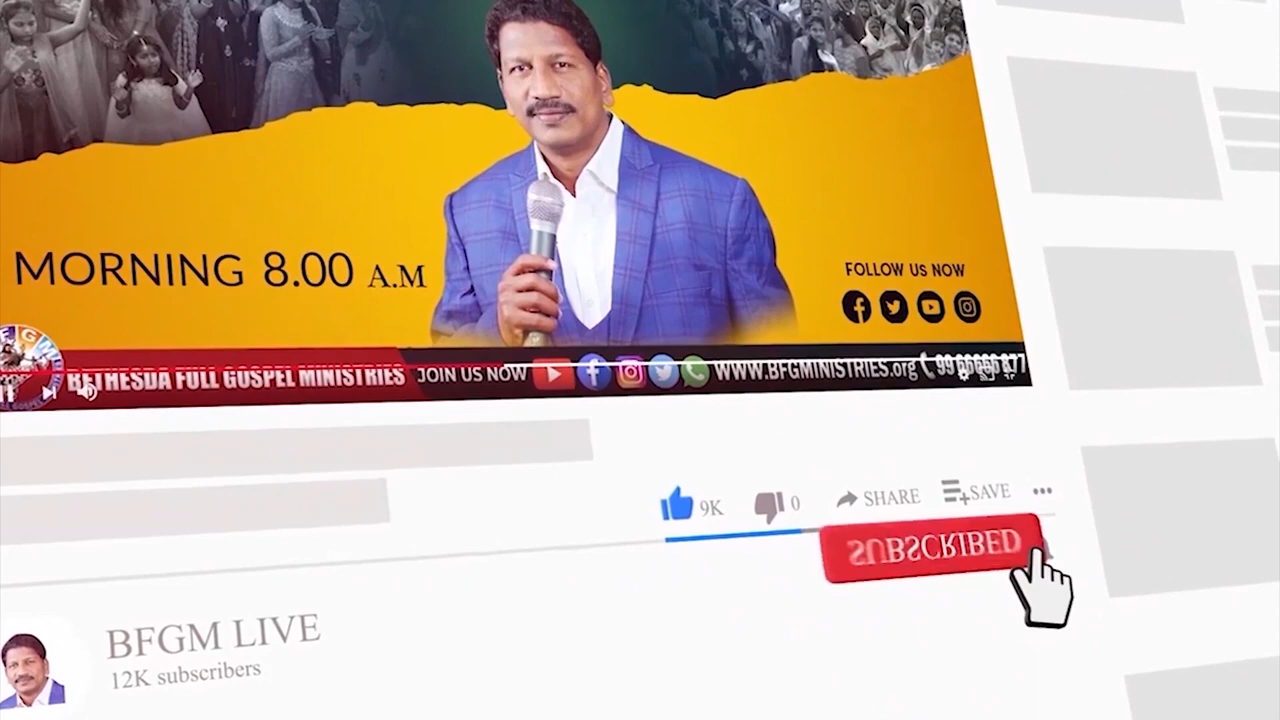 MORNING 8.00 A.M
FOLLOW US NOW
BETHESDA FULL GOSPEL MINISTRIES JOIN US NOW WWW.BFGMINISTRIES.org
9K 0 SHARE SAVE
SUBSCRIBED
BFGM LIVE
12K subscribers